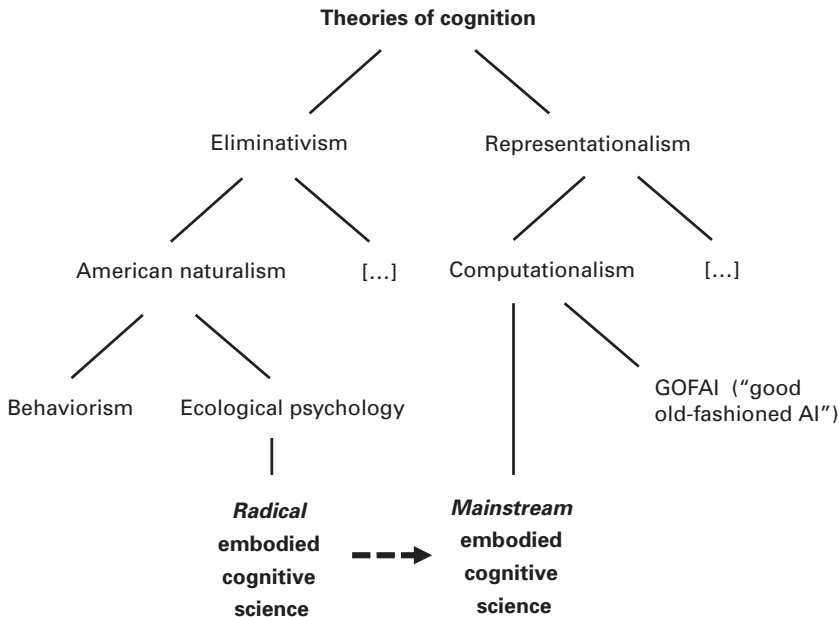 Theories of cognition
Eliminativism
Representationalism
American naturalism
[...]
Computationalism
[...]
Behaviorism
Ecological psychology
GOFAI (“good
old-fashioned AI”)
Radical
embodied
cognitive
science
Mainstream
embodied
cognitive
science